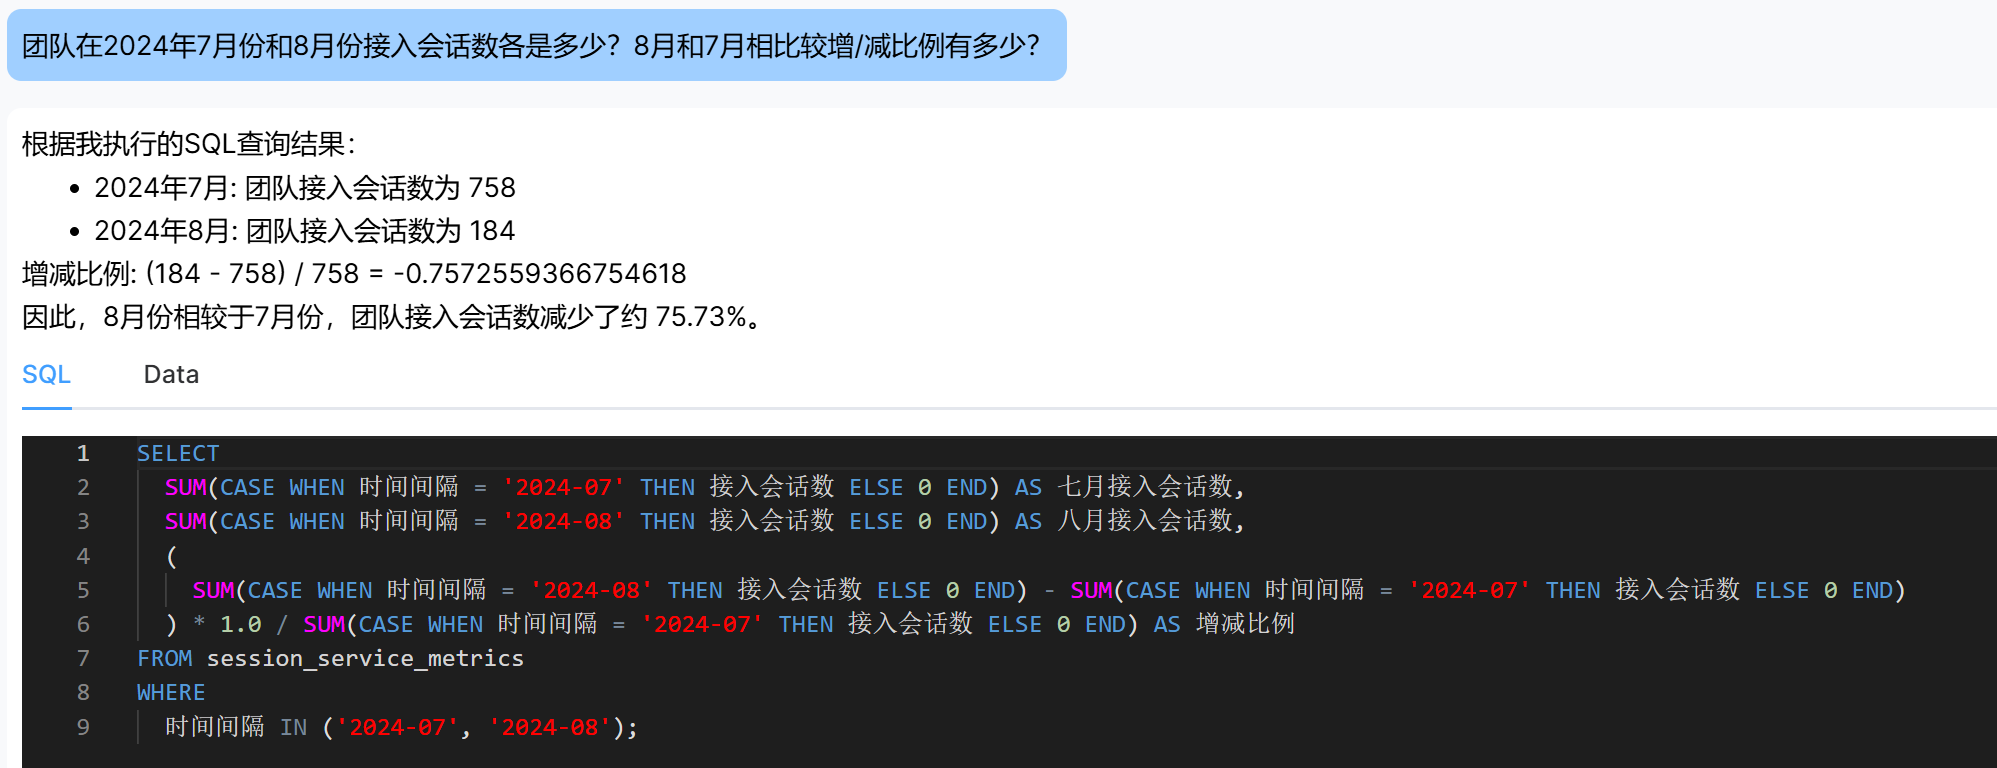 团队在2024年7月份和8月份接入会话数各是多少？8月和7月相比较增/减比例有多少？
根据我执行的SQL查询结果：
• 2024年7月: 团队接入会话数为 758
• 2024年8月: 团队接入会话数为 184
增减比例: (184 - 758) / 758 = -0.7572559366754618
因此，8月份相较于7月份，团队接入会话数减少了约 75.73%。
SQL Data
1 SELECT
2 SUM(CASE WHEN 时间间隔 = '2024-07' THEN 接入会话数 ELSE 0 END) AS 七月接入会话数,
3 SUM(CASE WHEN 时间间隔 = '2024-08' THEN 接入会话数 ELSE 0 END) AS 八月接入会话数,
4 (
5 SUM(CASE WHEN 时间间隔 = '2024-08' THEN 接入会话数 ELSE 0 END) - SUM(CASE WHEN 时间间隔 = '2024-07' THEN 接入会话数 ELSE 0 END)
6 ) * 1.0 / SUM(CASE WHEN 时间间隔 = '2024-07' THEN 接入会话数 ELSE 0 END) AS 增减比例
7 FROM session_service_metrics
8 WHERE
9 时间间隔 IN ('2024-07', '2024-08');